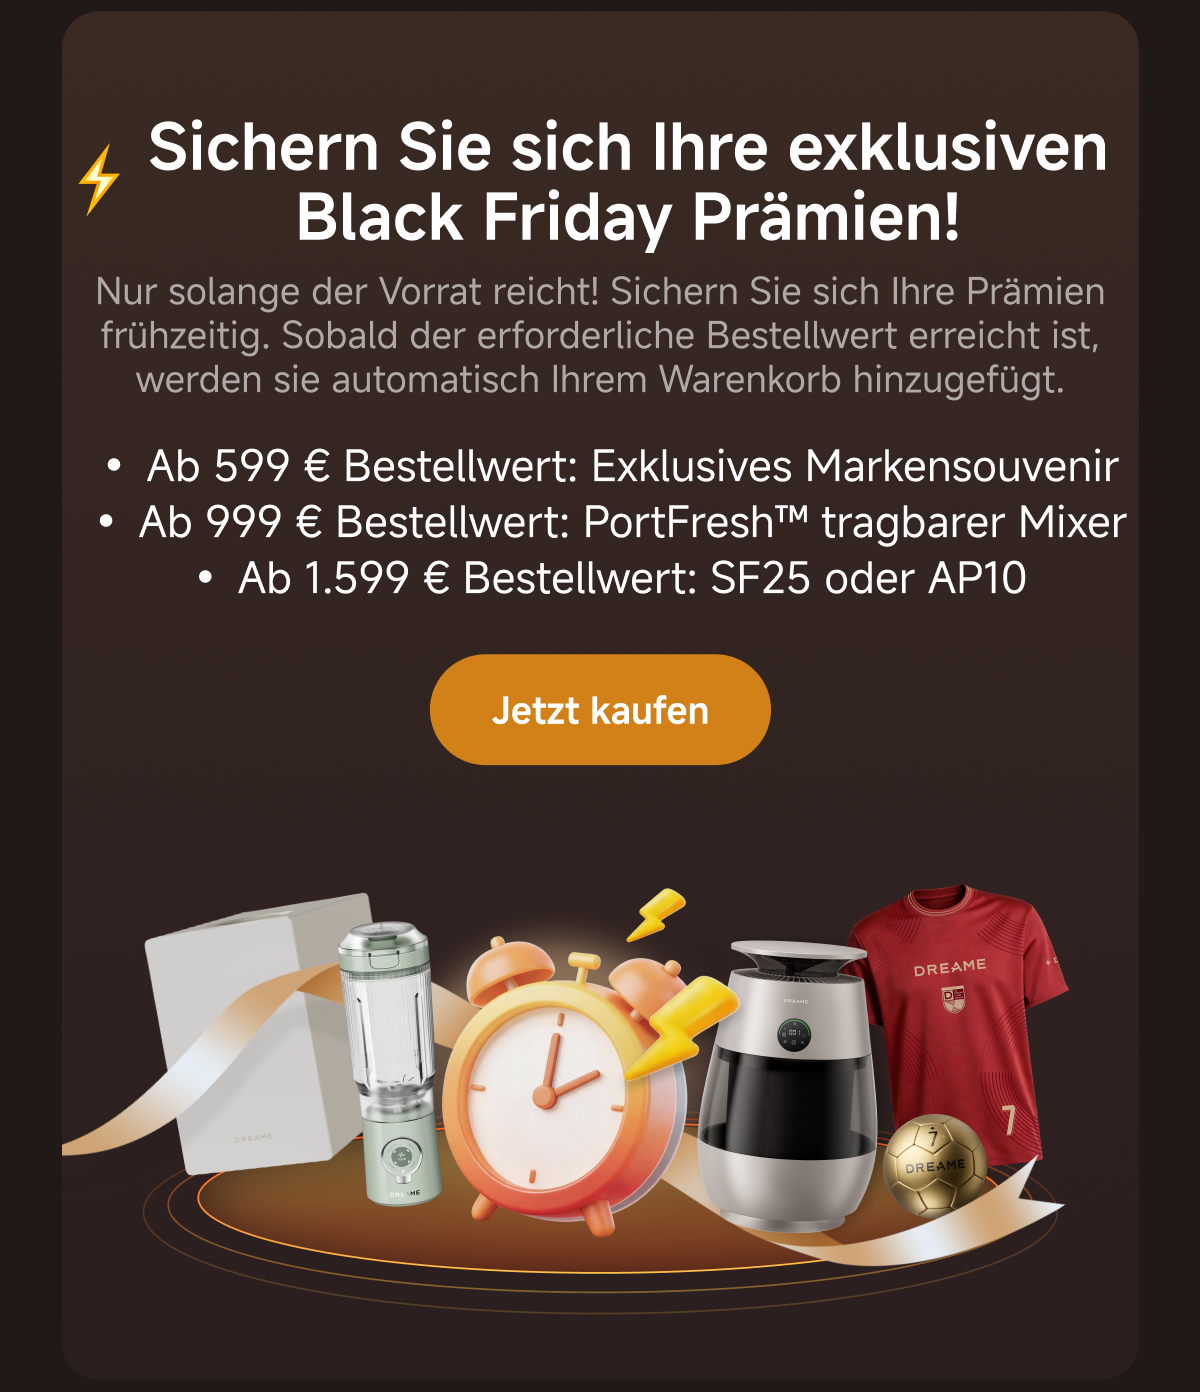 ⚡ Sichern Sie sich Ihre exklusiven
Black Friday Prämien!
Nur solange der Vorrat reicht! Sichern Sie sich Ihre Prämien
frühzeitig. Sobald der erforderliche Bestellwert erreicht ist,
werden sie automatisch Ihrem Warenkorb hinzugefügt.
• Ab 599 € Bestellwert: Exklusives Markensouvenir
• Ab 999 € Bestellwert: PortFresh™ tragbarer Mixer
• Ab 1.599 € Bestellwert: SF25 oder AP10
Jetzt kaufen
DREAME
DREAME
DREAME
DREAME
7
7
DREAME